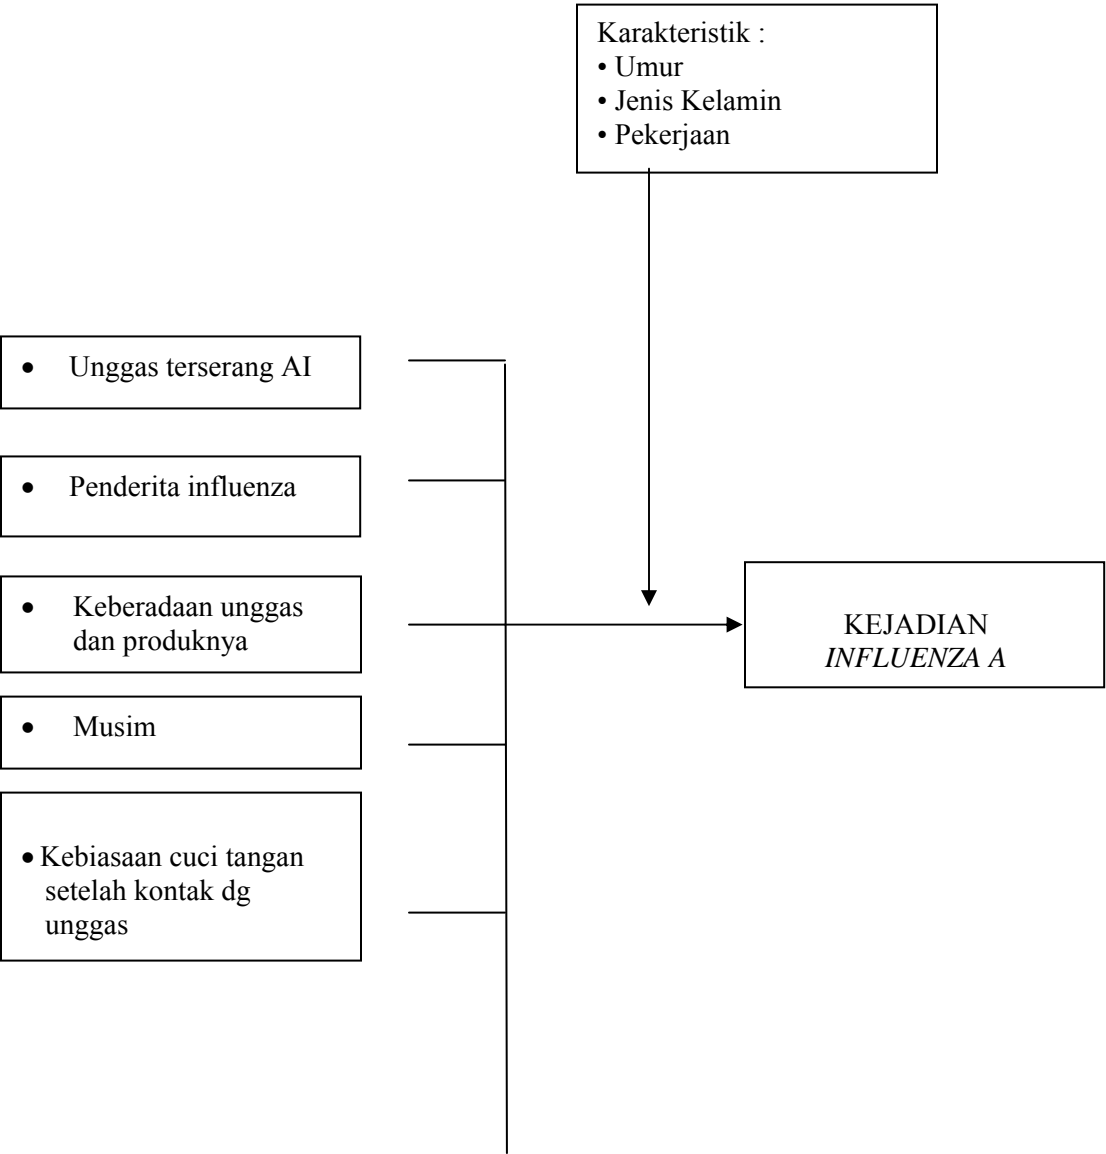 Karakteristik :
• Umur
• Jenis Kelamin
• Pekerjaan
• Unggas terserang AI
• Penderita influenza
• Keberadaan unggas
dan produknya
• Musim
• Kebiasaan cuci tangan
setelah kontak dg
unggas
KEJADIAN
INFLUENZA A